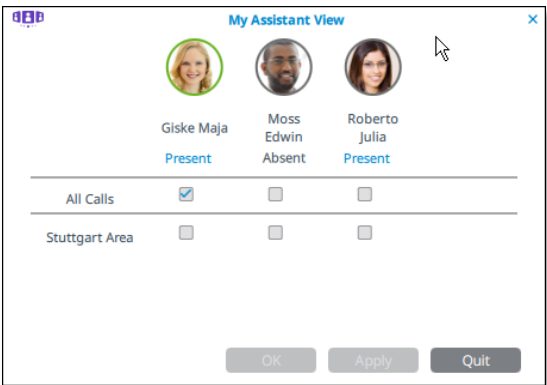 My Assistant View
Giske Maja
Moss
Edwin
Roberto
Julia
Present
Absent
Present
All Calls
Stuttgart Area
OK
Apply
Quit